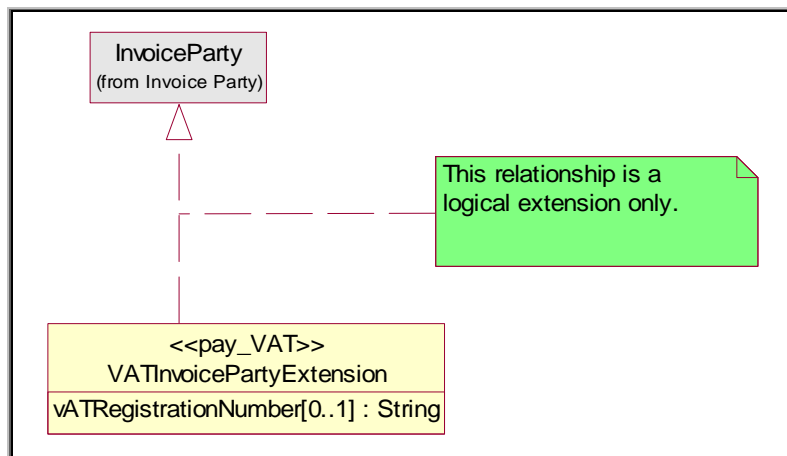 InvoiceParty
(from Invoice Party)
This relationship is a
logical extension only.
<<pay_VAT>>
VATInvoicePartyExtension
vATRegistrationNumber[0..1] : String